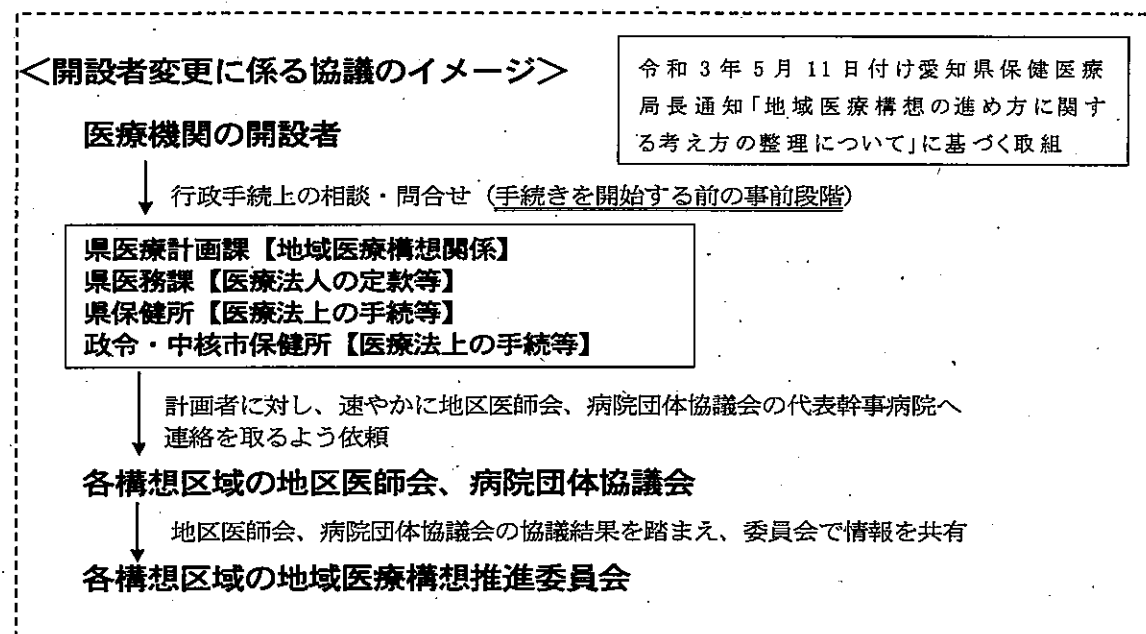 ＜開設者変更に係る協議のイメージ＞
令和３年５月11日付け愛知県保健医療
局長通知「地域医療構想の進め方に関す
る考え方の整理について」に基づく取組
医療機関の開設者
行政手続上の相談・問合せ（手続きを開始する前の事前段階）
県医療計画課【地域医療構想関係】
県医務課【医療法人の定款等】
県保健所【医療法上の手続等】
政令・中核市保健所【医療法上の手続等】
計画者に対し、速やかに地区医師会、病院団体協議会の代表幹事病院へ
連絡を取るよう依頼
各構想区域の地区医師会、病院団体協議会
地区医師会、病院団体協議会の協議結果を踏まえ、委員会で情報を共有
各構想区域の地域医療構想推進委員会